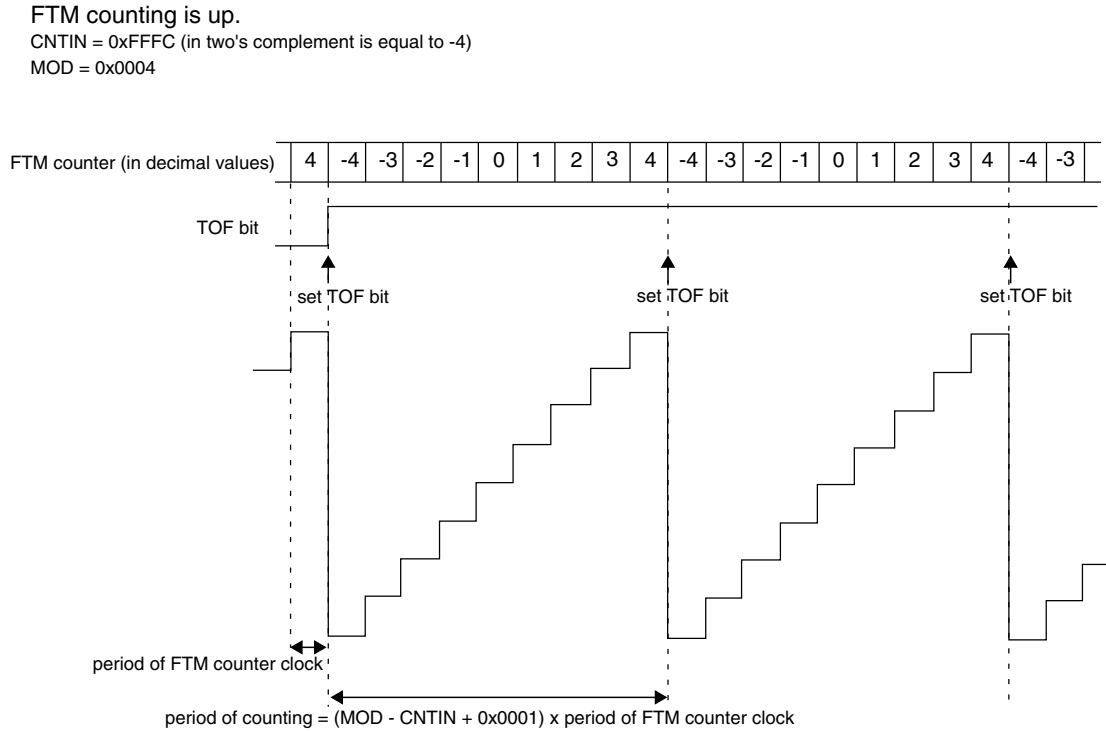 FTM counting is up.
CNTIN = 0xFFFC (in two's complement is equal to -4)
MOD = 0x0004
FTM counter (in decimal values) 4 -4 -3 -2 -1 0 1 2 3 4 -4 -3 -2 -1 0 1 2 3 4 -4 -3
TOF bit
set TOF bit set TOF bit set TOF bit
period of FTM counter clock
period of counting = (MOD - CNTIN + 0x0001) x period of FTM counter clock